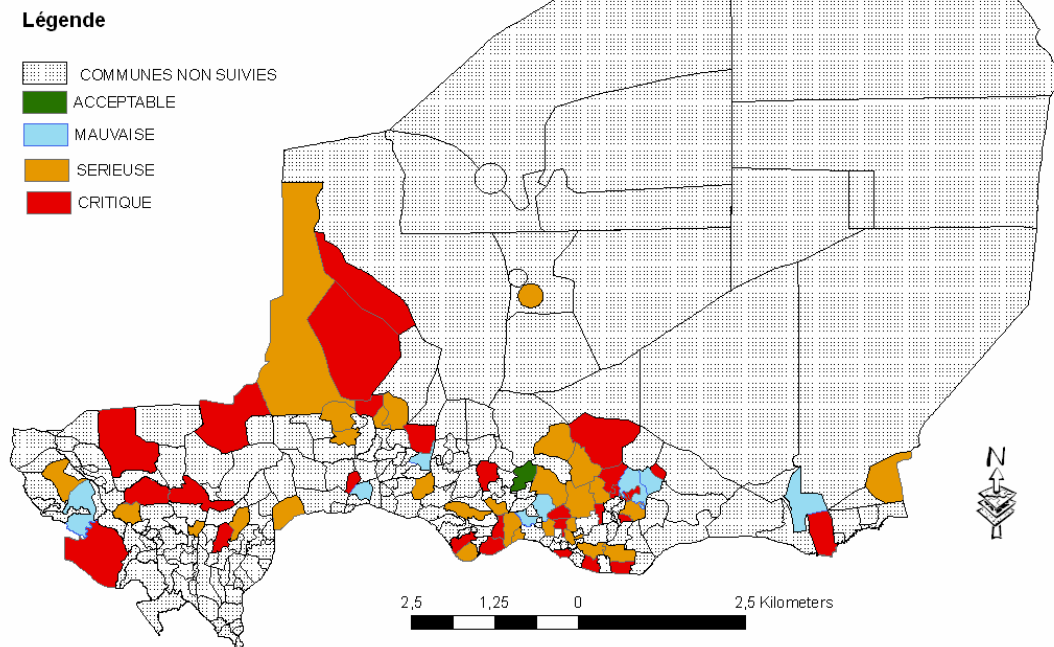 Légende
COMMUNES NON SUIVIES
ACCEPTABLE
MAUVAISE
SERIEUSE
CRITIQUE
N
2,5 1,25 0 2,5 Kilometers